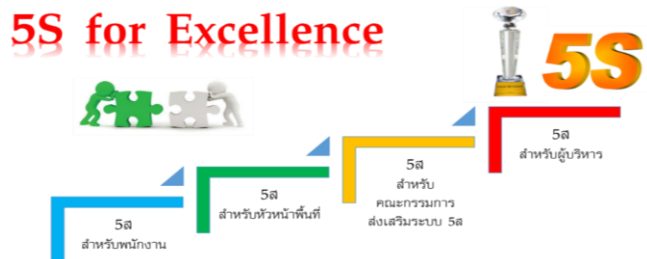 5S for Excellence
5S
5ส
สำหรับพนักงาน
5ส
สำหรับหัวหน้าพื้นที่
5ส
สำหรับ
คณะกรรมการ
ส่งเสริมระบบ 5ส
5ส
สำหรับผู้บริหาร